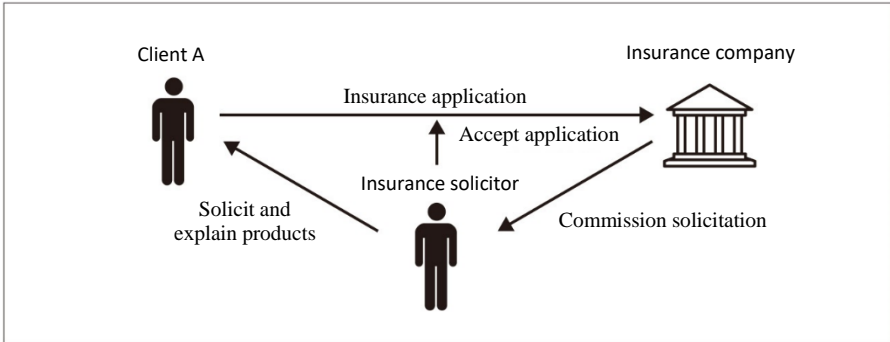 Client A
Insurance company
Insurance application
Accept application
Insurance solicitor
Solicit and
explain products
Commission solicitation